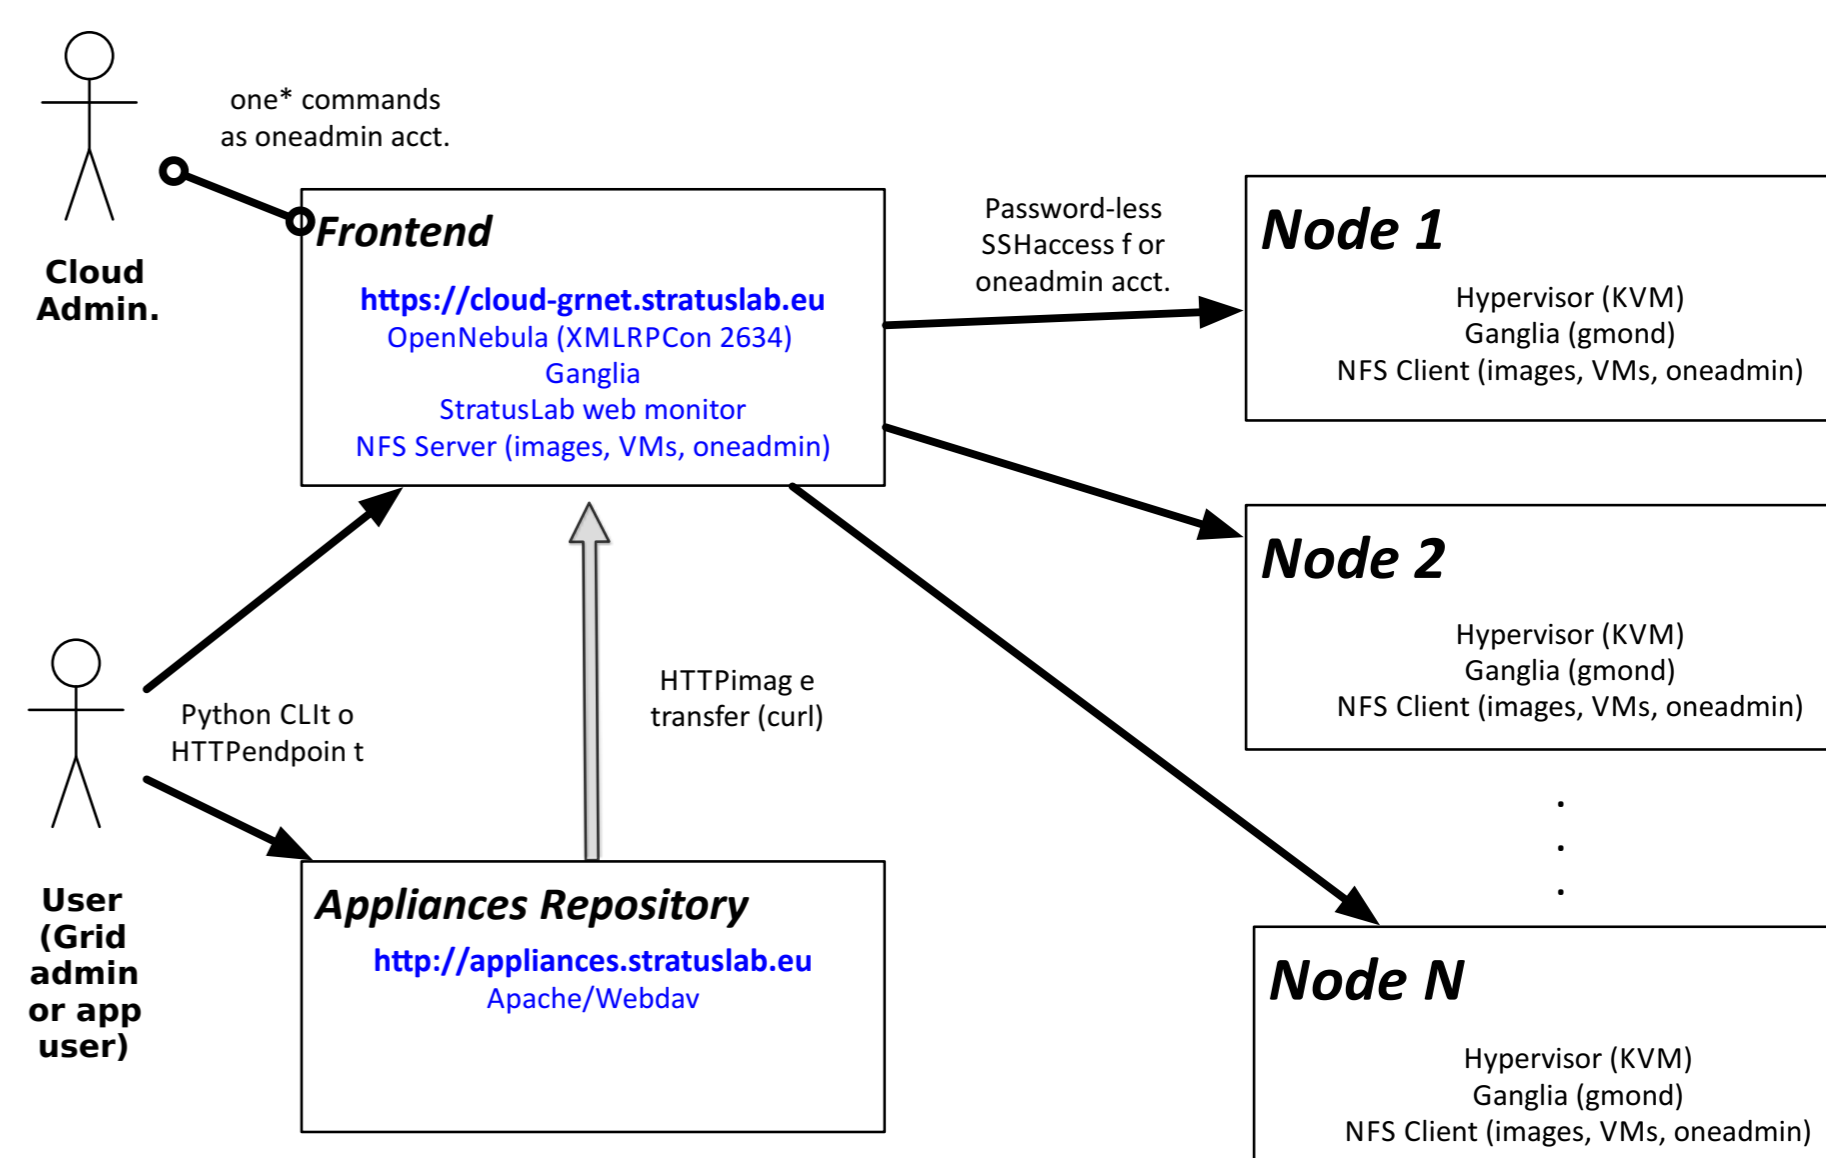 one* commands
as oneadmin acct.
Cloud
Admin.
Frontend
https://cloud-grnet.stratuslab.eu
OpenNebula (XMLRPCon 2634)
Ganglia
StratusLab web monitor
NFS Server (images, VMs, oneadmin)
Password-less
SSHaccess f or
oneadmin acct.
Node 1
Hypervisor (KVM)
Ganglia (gmond)
NFS Client (images, VMs, oneadmin)
Node 2
Hypervisor (KVM)
Ganglia (gmond)
NFS Client (images, VMs, oneadmin)
.
.
.
Node N
Hypervisor (KVM)
Ganglia (gmond)
NFS Client (images, VMs, oneadmin)
HTTPimag e
transfer (curl)
Python CLIt o
HTTPendpoin t
User
(Grid
admin
or app
user)
Appliances Repository
http://appliances.stratuslab.eu
Apache/Webdav